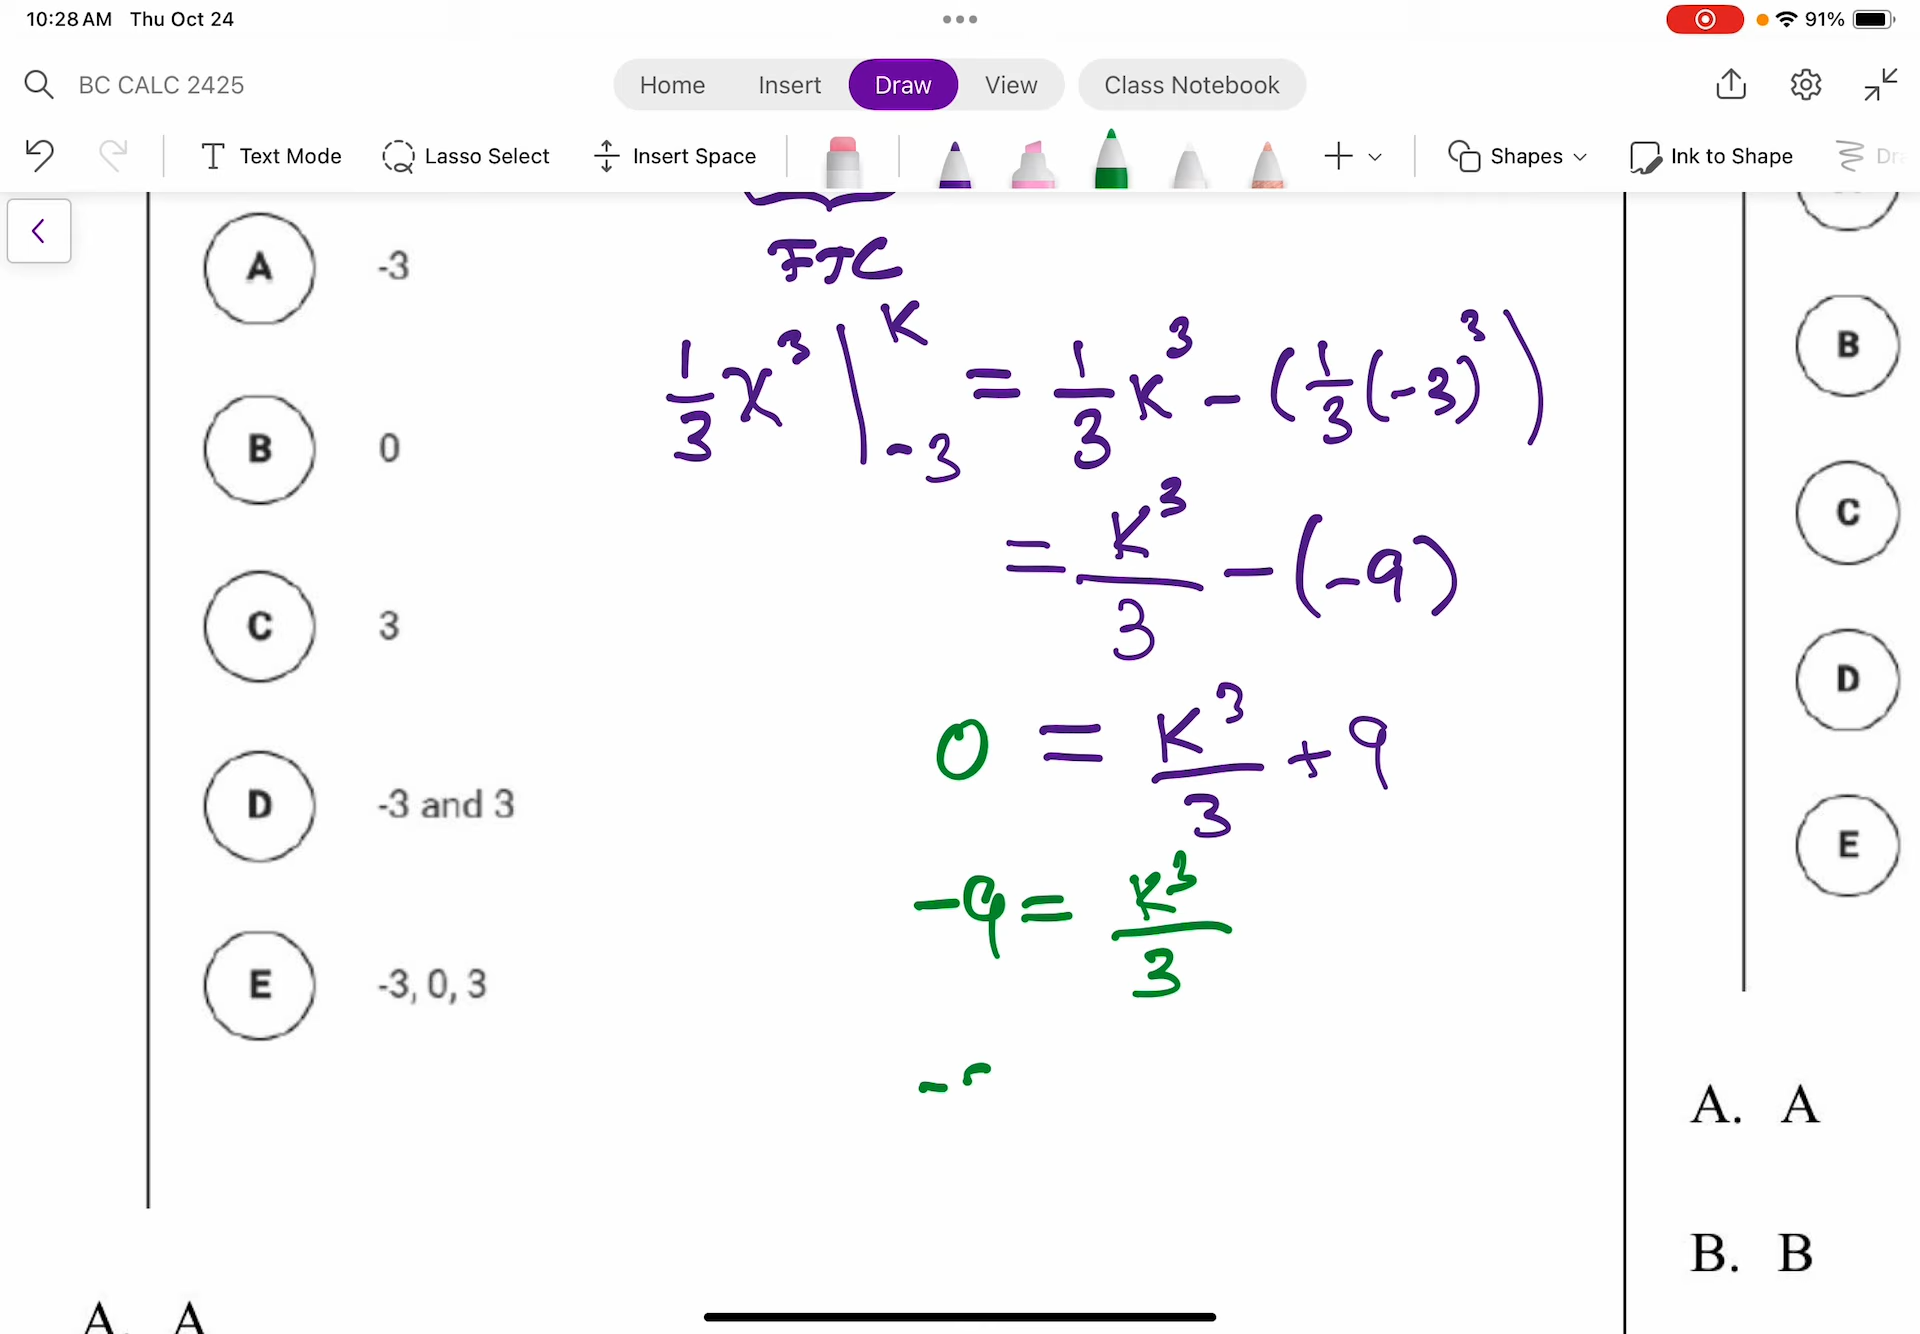 10:28 AM Thu Oct 24
91%
BC CALC 2425
Home Insert Draw View Class Notebook
Text Mode Lasso Select Insert Space Shapes Ink to Shape
FTC
A -3
1/3 x³ |₋₃ᴷ = 1/3 K³ - (1/3(-3)³)
B 0
= K³/3 - (-9)
C 3
0 = K³/3 + 9
D -3 and 3
-9 = K³/3
E -3, 0, 3
-
A. A
B
C
D
E
A. A
B. B